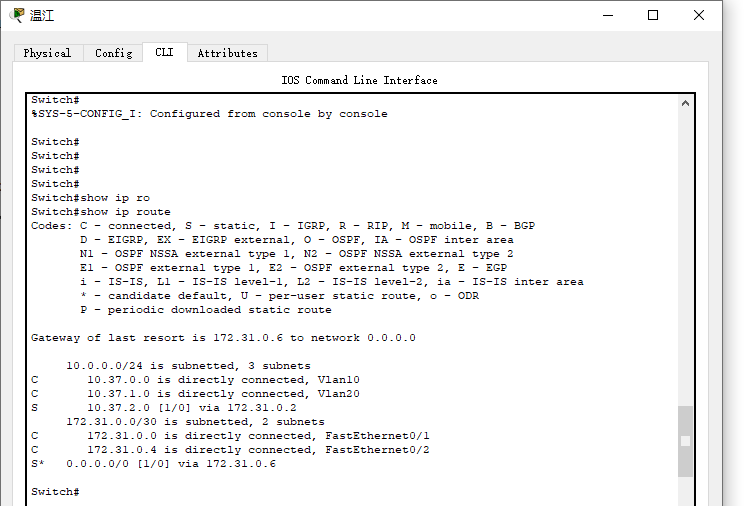 温江
Physical Config CLI Attributes
IOS Command Line Interface
Switch#
%SYS-5-CONFIG_I: Configured from console by console
Switch#
Switch#
Switch#
Switch#
Switch#show ip ro
Switch#show ip route
Codes: C - connected, S - static, I - IGRP, R - RIP, M - mobile, B - BGP
D - EIGRP, EX - EIGRP external, O - OSPF, IA - OSPF inter area
N1 - OSPF NSSA external type 1, N2 - OSPF NSSA external type 2
E1 - OSPF external type 1, E2 - OSPF external type 2, E - EGP
i - IS-IS, L1 - IS-IS level-1, L2 - IS-IS level-2, ia - IS-IS inter area
* - candidate default, U - per-user static route, o - ODR
P - periodic downloaded static route
Gateway of last resort is 172.31.0.6 to network 0.0.0.0
10.0.0.0/24 is subnetted, 3 subnets
C 10.37.0.0 is directly connected, Vlan10
C 10.37.1.0 is directly connected, Vlan20
S 10.37.2.0 [1/0] via 172.31.0.2
172.31.0.0/30 is subnetted, 2 subnets
C 172.31.0.0 is directly connected, FastEthernet0/1
C 172.31.0.4 is directly connected, FastEthernet0/2
S* 0.0.0.0/0 [1/0] via 172.31.0.6
Switch#